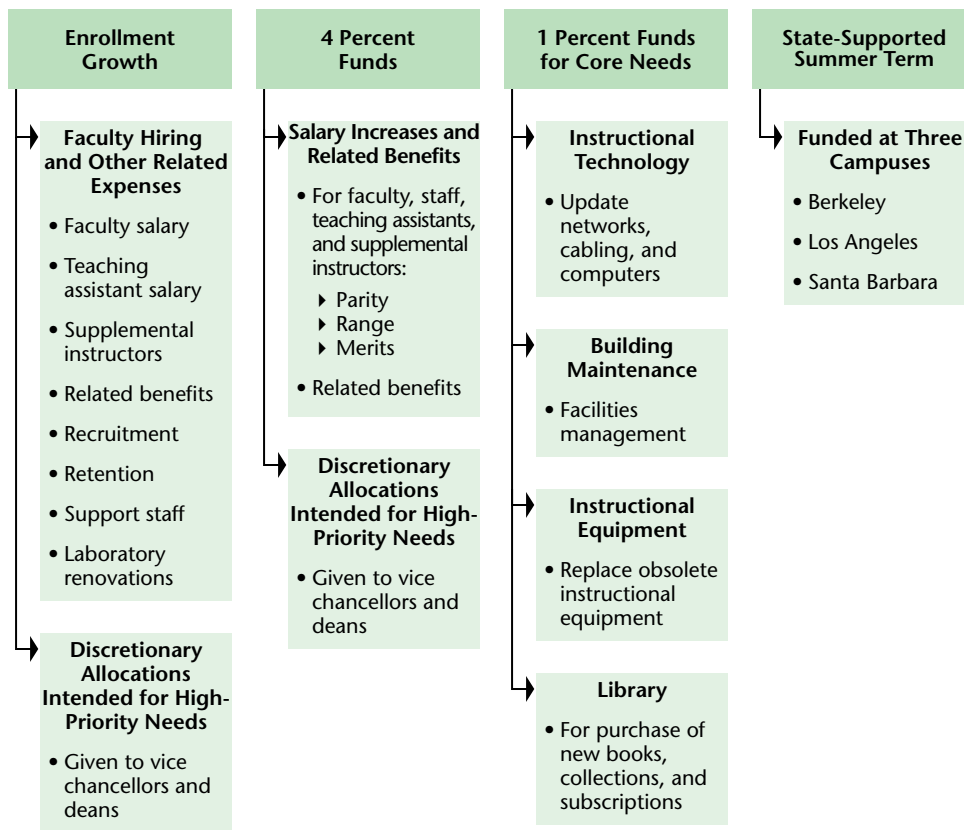 Enrollment
Growth
Faculty Hiring
and Other Related
Expenses
• Faculty salary
• Teaching
assistant salary
• Supplemental
instructors
• Related benefits
• Recruitment
• Retention
• Support staff
• Laboratory
renovations
Discretionary
Allocations
Intended for High-
Priority Needs
• Given to vice
chancellors and
deans
4 Percent
Funds
Salary Increases and
Related Benefits
• For faculty, staff,
teaching assistants,
and supplemental
instructors:
Parity
Range
Merits
• Related benefits
Discretionary
Allocations
Intended for High-
Priority Needs
• Given to vice
chancellors and
deans
1 Percent Funds
for Core Needs
Instructional
Technology
• Update
networks,
cabling, and
computers
Building
Maintenance
• Facilities
management
Instructional
Equipment
• Replace obsolete
instructional
equipment
Library
• For purchase of
new books,
collections, and
subscriptions
State-Supported
Summer Term
Funded at Three
Campuses
• Berkeley
• Los Angeles
• Santa Barbara